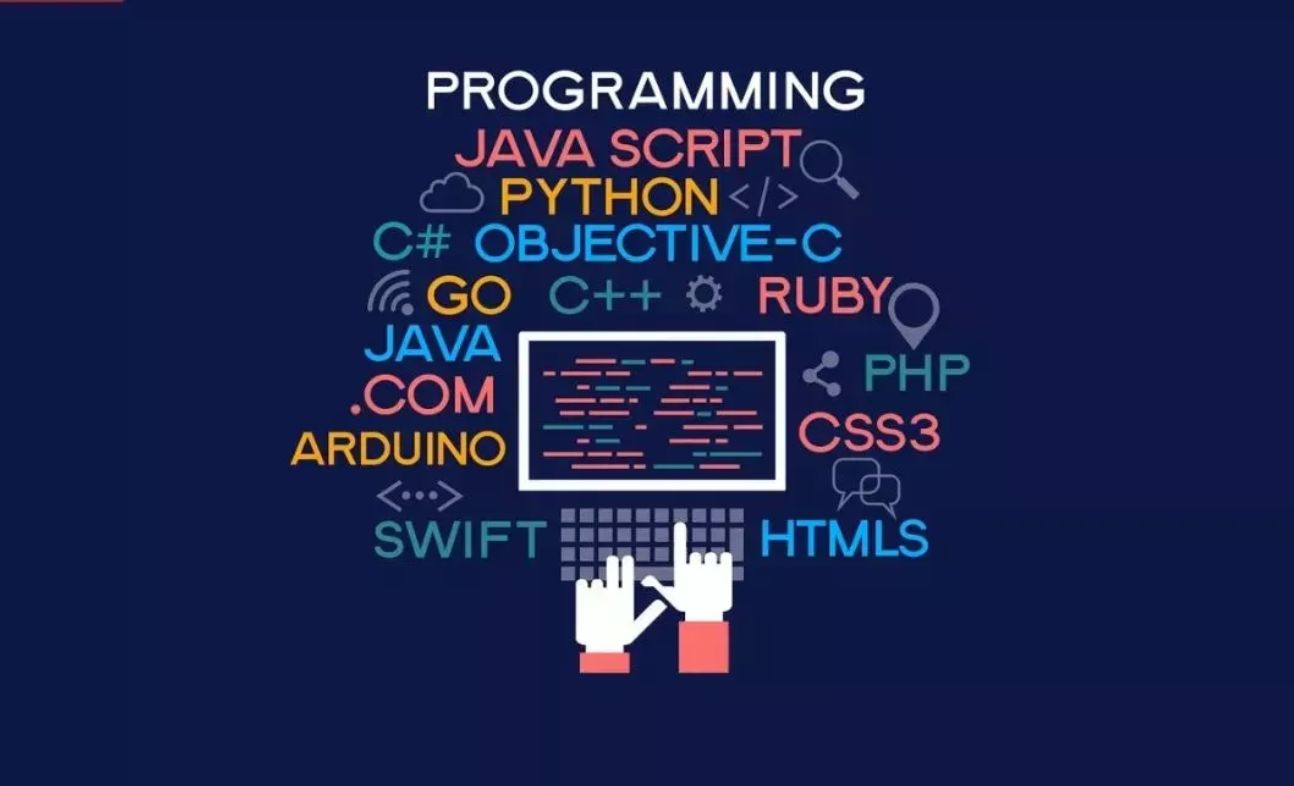 PROGRAMMING
JAVA SCRIPT
PYTHON </>
C# OBJECTIVE-C
GO C++ RUBY
JAVA
PHP
.COM
CSS3
ARDUINO
<···>
SWIFT HTMLS